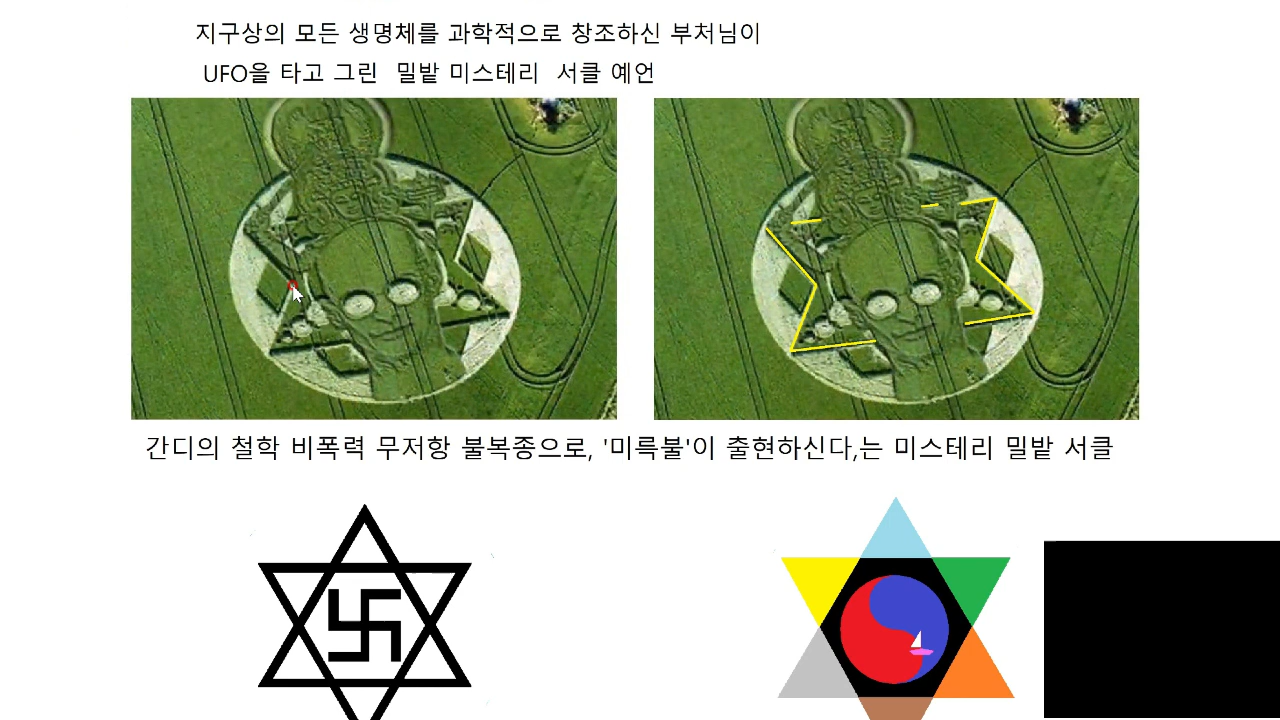 지구상의 모든 생명체를 과학적으로 창조하신 부처님이
UFO을 타고 그린 밀밭 미스테리 서클 예언
간디의 철학 비폭력 무저항 불복종으로, '미륵불'이 출현하신다,는 미스테리 밀밭 서클